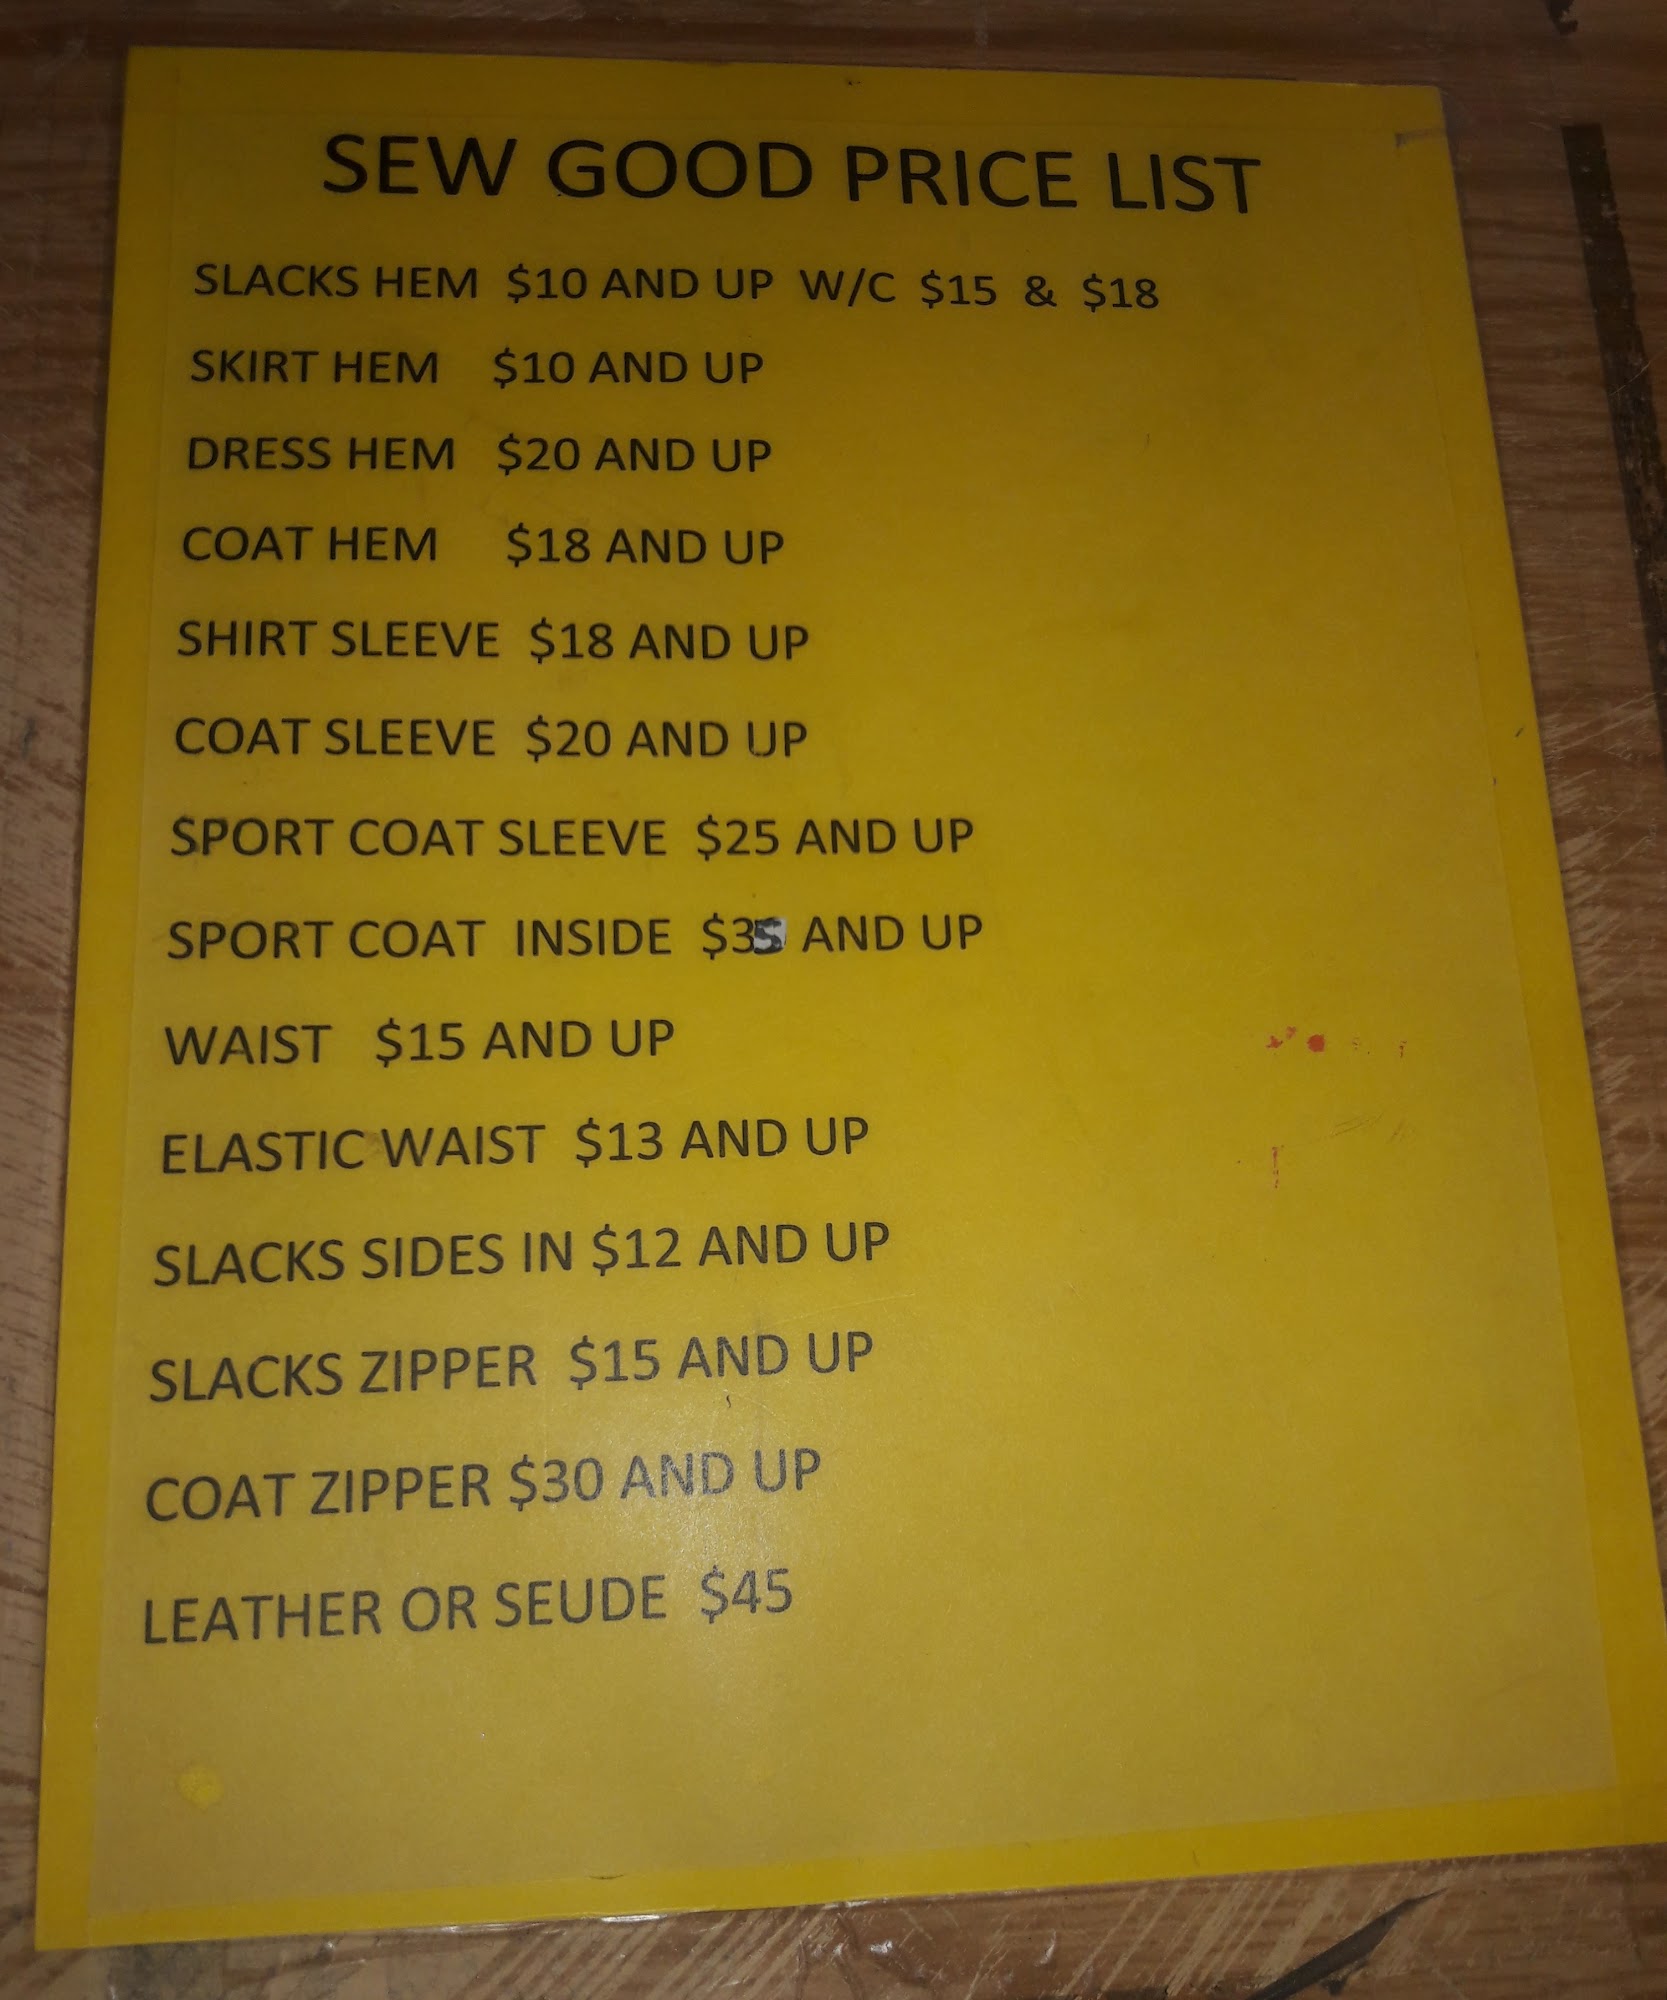 SEW GOOD PRICE LIST
SLACKS HEM $10 AND UP W/C $15 & $18
SKIRT HEM $10 AND UP
DRESS HEM $20 AND UP
COAT HEM $18 AND UP
SHIRT SLEEVE $18 AND UP
COAT SLEEVE $20 AND UP
SPORT COAT SLEEVE $25 AND UP
SPORT COAT INSIDE $35 AND UP
WAIST $15 AND UP
ELASTIC WAIST $13 AND UP
SLACKS SIDES IN $12 AND UP
SLACKS ZIPPER $15 AND UP
COAT ZIPPER $30 AND UP
LEATHER OR SEUDE $45